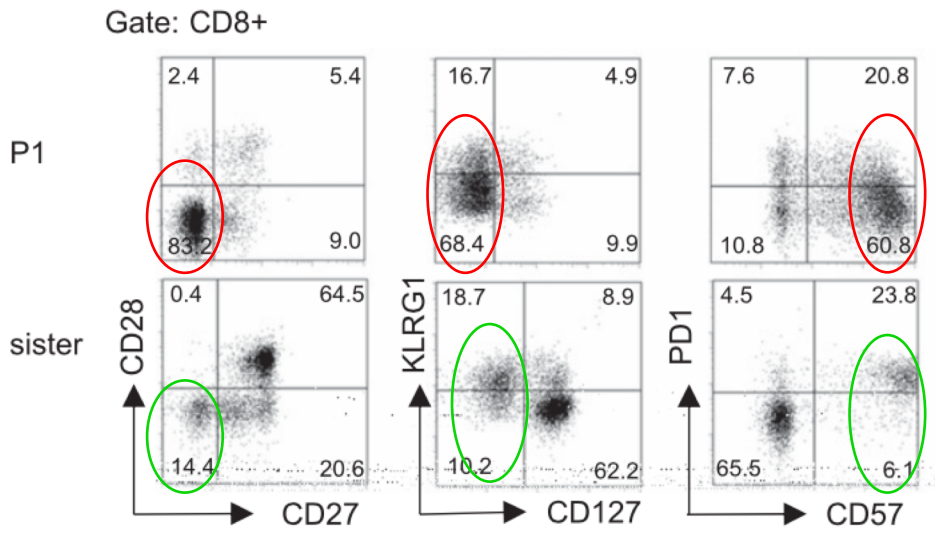 Gate: CD8+
2.4 5.4 16.7 4.9 7.6 20.8
P1
83.2 9.0 68.4 9.9 10.8 60.8
0.4 64.5 18.7 8.9 4.5 23.8
sister
CD28
KLRG1
PD1
14.4 20.6 10.2 62.2 65.5 6.1
CD27 CD127 CD57